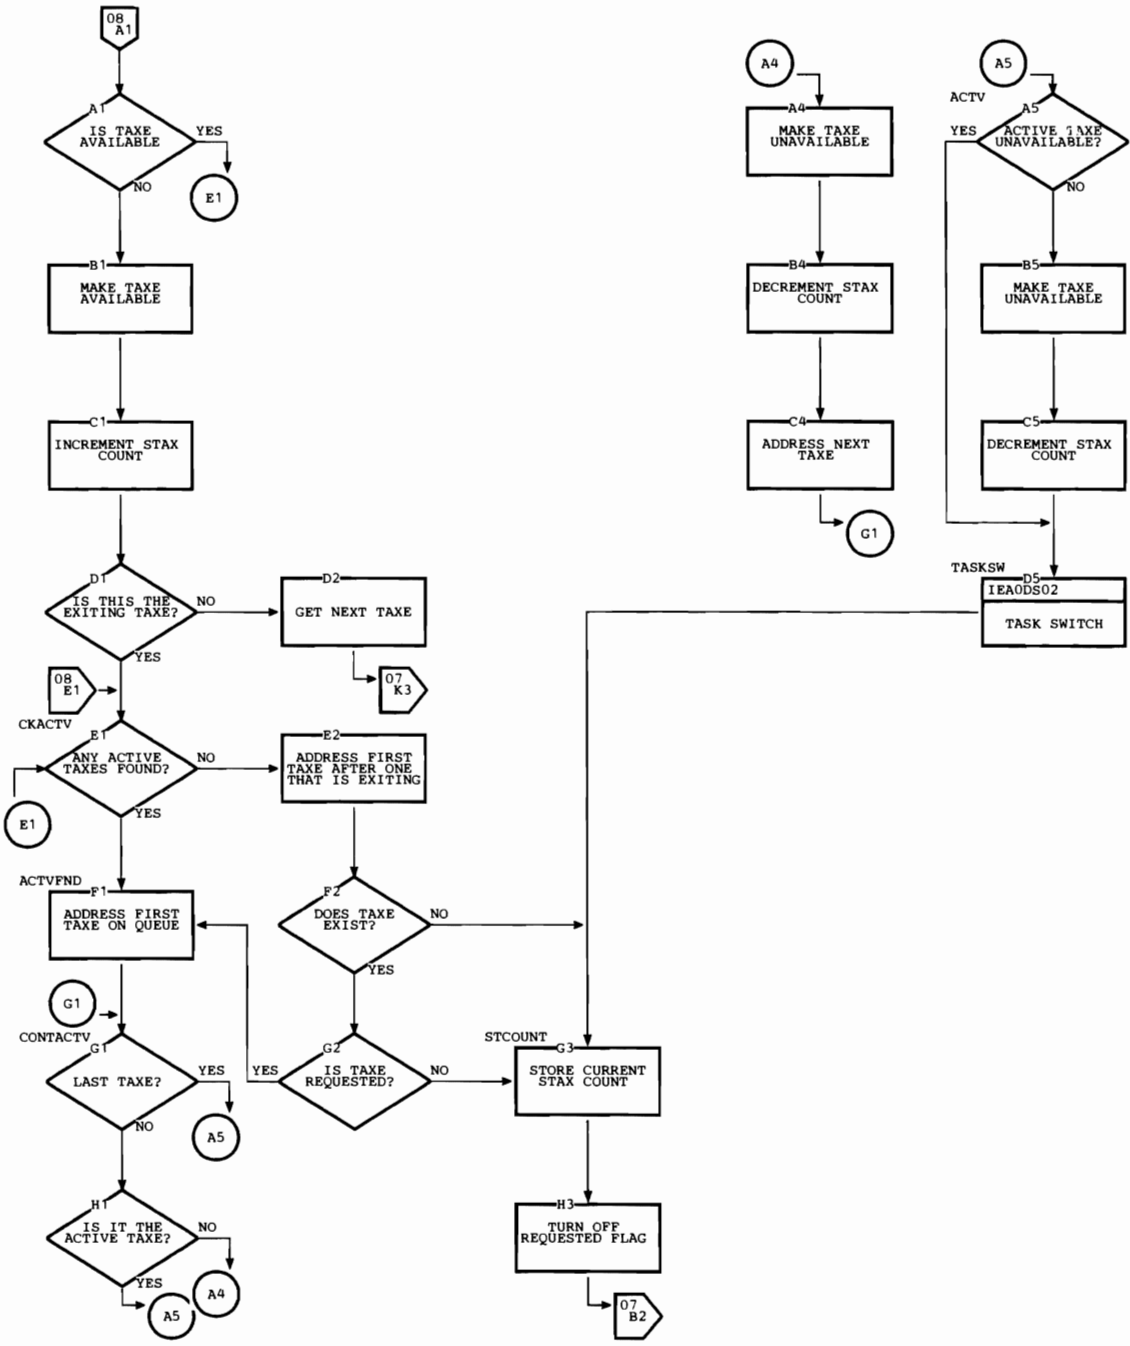 08
A1
A1
IS TAXE
AVAILABLE
YES
E1
NO
B1
MAKE TAXE
AVAILABLE
C1
INCREMENT STAX
COUNT
D1
IS THIS THE
EXITING TAXE?
NO
YES
D2
GET NEXT TAXE
07
K3
08
E1
CKACTV
E1
ANY ACTIVE
TAXES FOUND?
NO
YES
E1
E2
ADDRESS FIRST
TAXE AFTER ONE
THAT IS EXITING
ACTVFND
F1
ADDRESS FIRST
TAXE ON QUEUE
F2
DOES TAXE
EXIST?
NO
YES
G1
CONTACTV
G1
LAST TAXE?
YES
A5
NO
G2
IS TAXE
REQUESTED?
YES
NO
STCOUNT
G3
STORE CURRENT
STAX COUNT
H1
IS IT THE
ACTIVE TAXE?
NO
A4
YES
A5
H3
TURN OFF
REQUESTED FLAG
07
B2
A4
A4
MAKE TAXE
UNAVAILABLE
B4
DECREMENT STAX
COUNT
C4
ADDRESS NEXT
TAXE
G1
A5
ACTV
A5
ACTIVE TAXE
UNAVAILABLE?
YES
NO
B5
MAKE TAXE
UNAVAILABLE
C5
DECREMENT STAX
COUNT
TASKSW
D5
IEA0DS02
TASK SWITCH